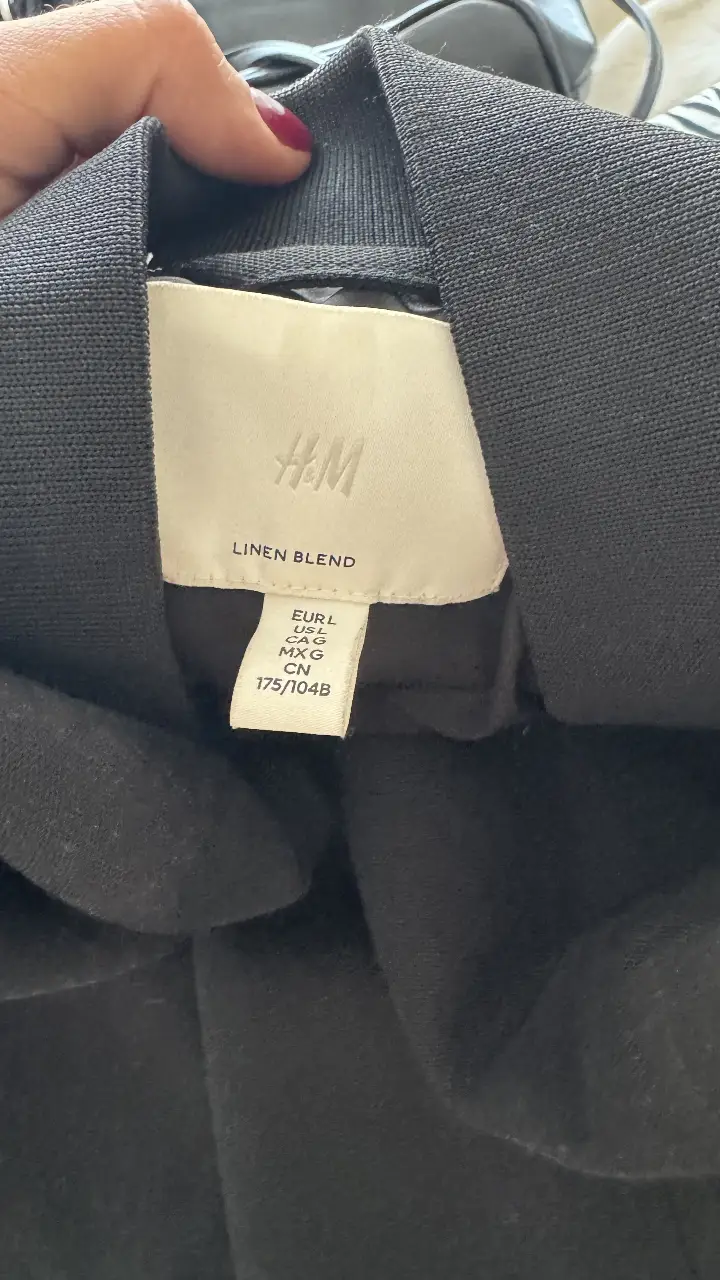 H&M
LINEN BLEND
EUR L
US L
CA G
MX G
CN
175/104B